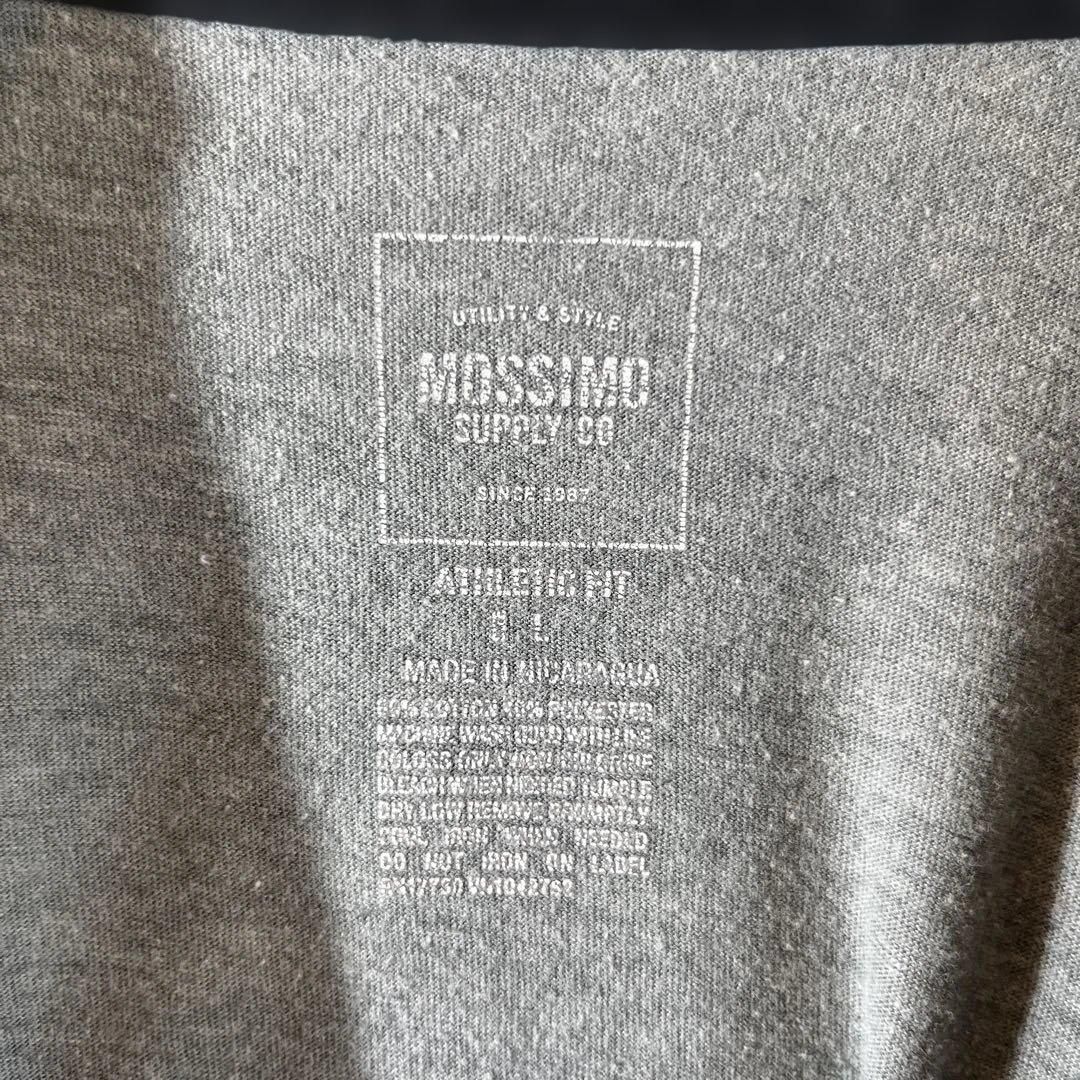 UTILITY & STYLE
MOSSIMO
SUPPLY CO
SINCE 1987
ATHLETIC FIT
L
MADE IN NICARAGUA
COTTON POLYESTER
MACHINE WASH COLD WITH LIKE
COLORS ONLY NON CHLORINE
BLEACH WHEN NEEDED TUMBLE
DRY LOW REMOVE PROMPTLY
COOL IRON WHEN NEEDED
DO NOT IRON ON LABEL